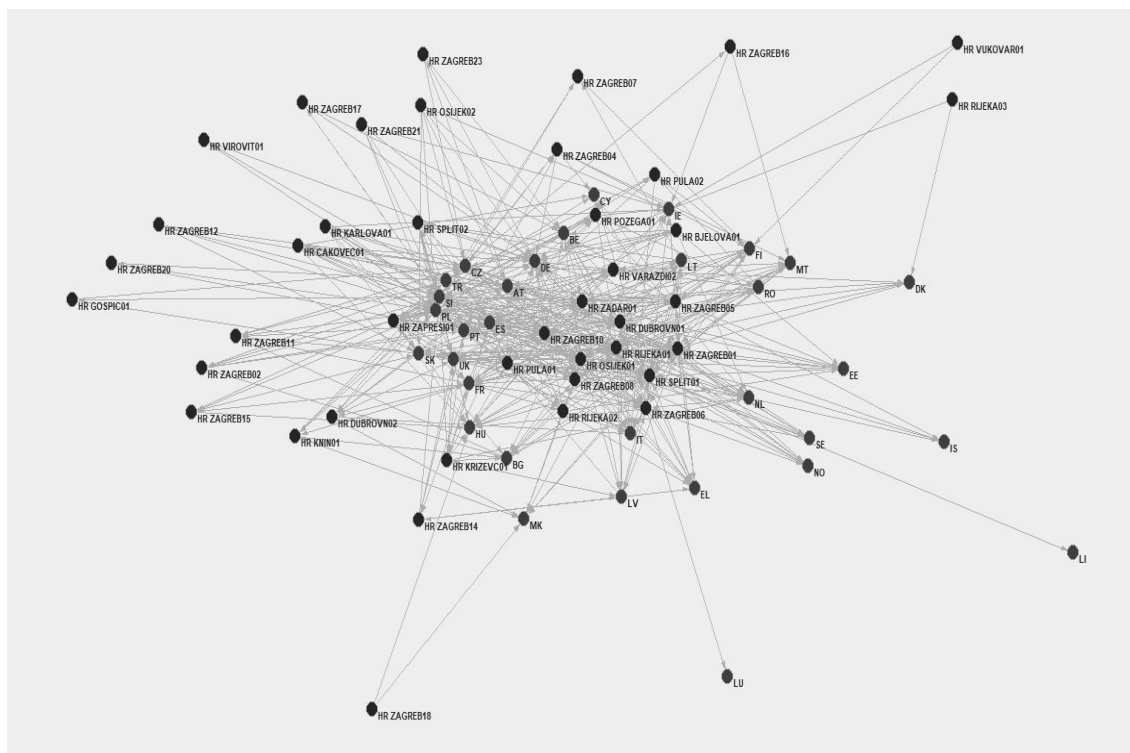 HR VUKOVAR01
HR ZAGREB16
HR ZAGREB23
HR ZAGREB07
HR RIJEKA03
HR ZAGREB17
HR OSIJEK02
HR ZAGREB21
HR VIROVIT01
HR ZAGREB04
HR PULA02
CY
IE
HR POZEGA01
HR ZAGREB12
HR KARLOVA01
HR SPLIT02
BE
HR BJELOVA01
HR CAKOVEC01
FI
HR ZAGREB20
CZ
DE
LT
MT
HR VARAZDI02
TR
AT
RO
DK
HR GOSPIC01
SI
HR ZADAR01
HR ZAGREB05
PL
HR ZAPRESI01
ES
HR DUBROVN01
HR ZAGREB11
PT
HR ZAGREB10
HR RIJEKA01
HR ZAGREB01
SK
UK
HR PULA01
HR OSIJEK01
HR ZAGREB02
EE
HR ZAGREB08
HR SPLIT01
FR
NL
HR ZAGREB15
HR DUBROVN02
HR RIJEKA02
HR ZAGREB06
HU
IT
HR KNIN01
SE
IS
HR KRIZEVC01
BG
NO
EL
LV
HR ZAGREB14
MK
LI
LU
HR ZAGREB18